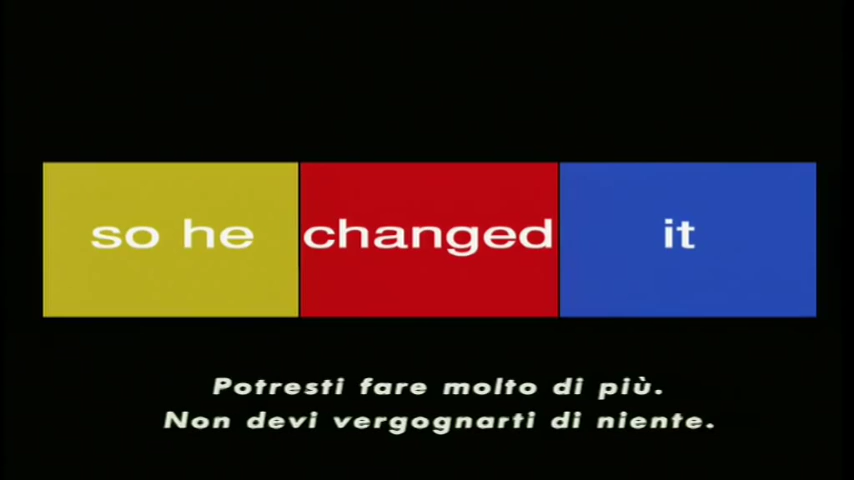 so he changed it
Potresti fare molto di più.
Non devi vergognarti di niente.